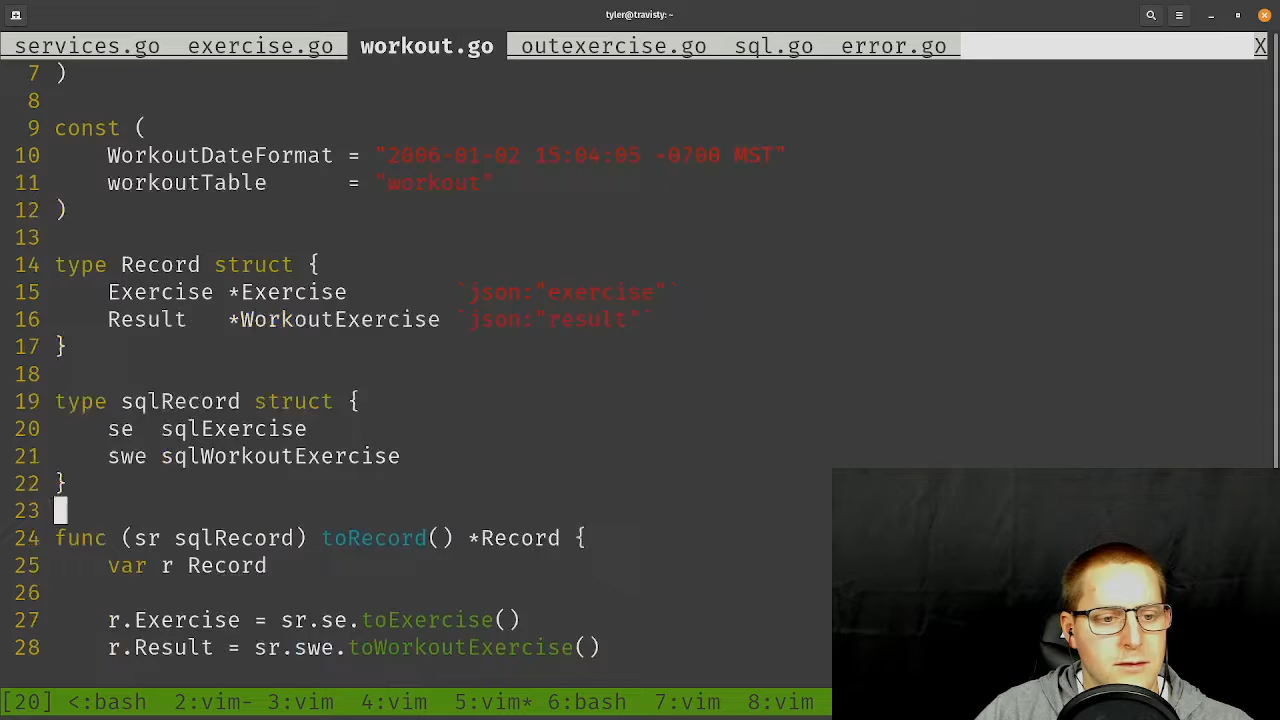 tyler@travisty: ~
services.go exercise.go workout.go outexercise.go sql.go error.go X
7 )
8
9 const (
10 WorkoutDateFormat = "2006-01-02 15:04:05 -0700 MST"
11 workoutTable = "workout"
12 )
13
14 type Record struct {
15 Exercise *Exercise `json:"exercise"`
16 Result *WorkoutExercise `json:"result"`
17 }
18
19 type sqlRecord struct {
20 se sqlExercise
21 swe sqlWorkoutExercise
22 }
23
24 func (sr sqlRecord) toRecord() *Record {
25 var r Record
26
27 r.Exercise = sr.se.toExercise()
28 r.Result = sr.swe.toWorkoutExercise()
[20] <:bash 2:vim- 3:vim 4:vim 5:vim* 6:bash 7:vim 8:vim